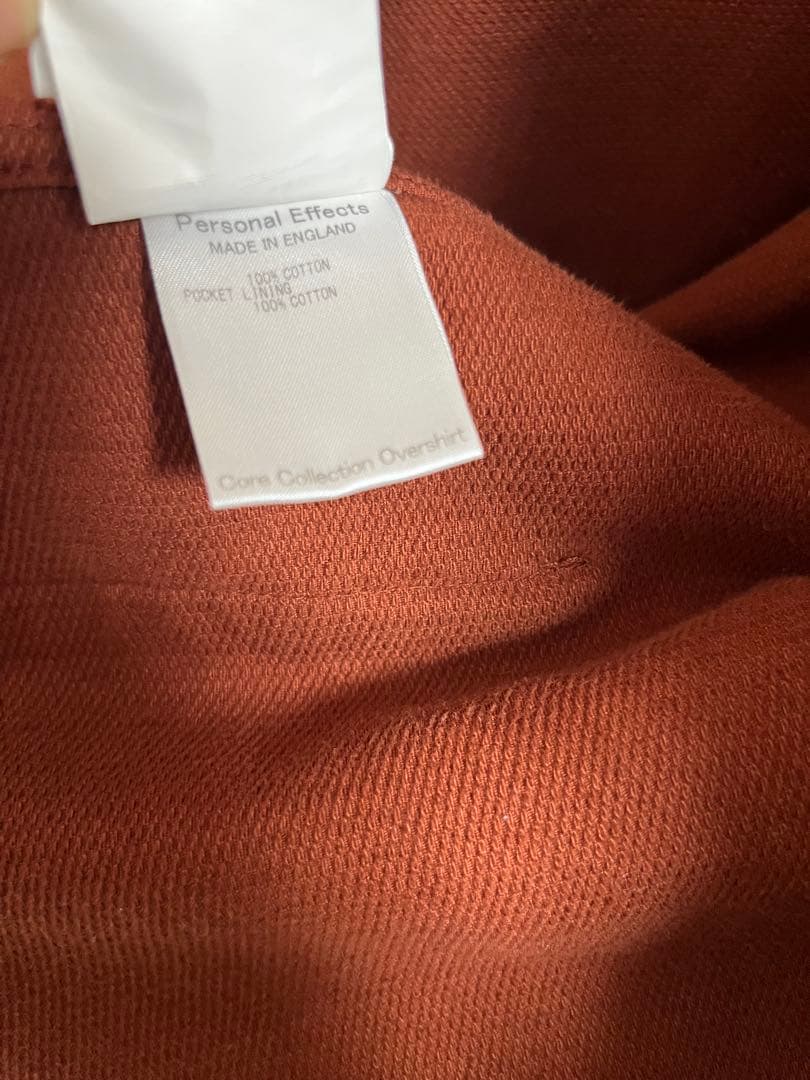 Personal Effects
MADE IN ENGLAND
100% COTTON
POCKET LINING
100% COTTON
Core Collection Overshirt